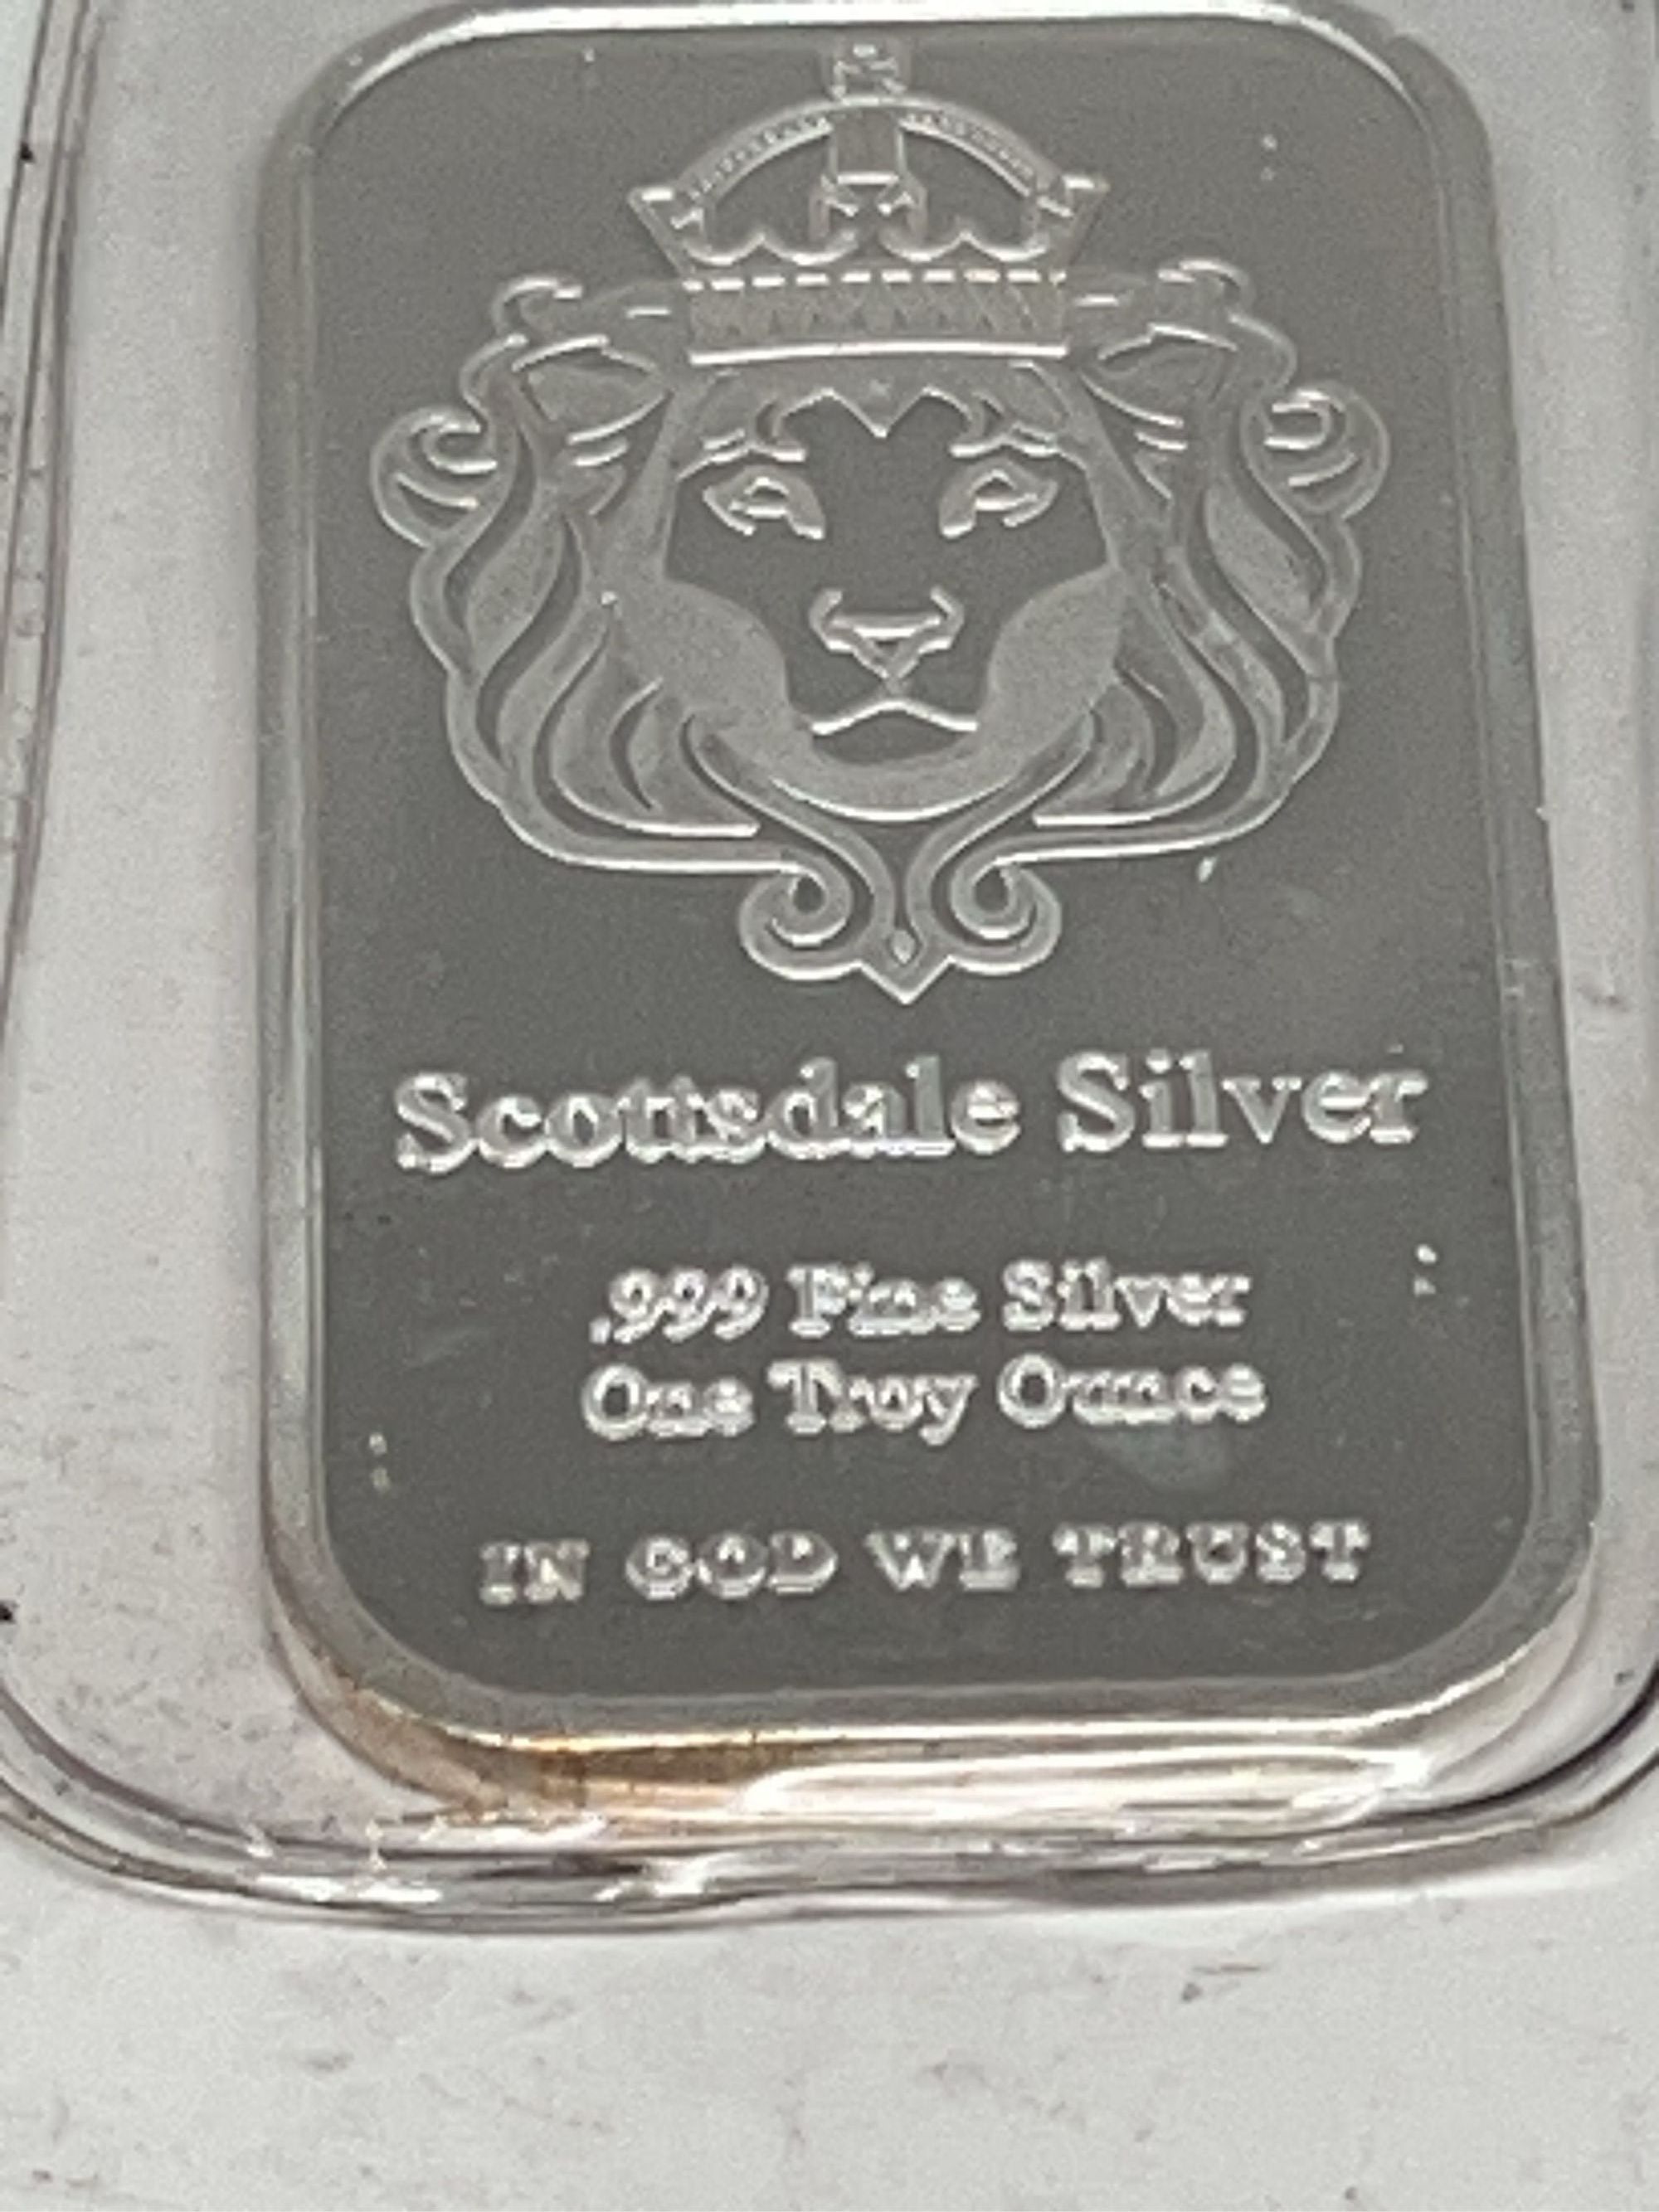 Scottsdale Silver
.999 Fine Silver
One Troy Ounce
IN GOD WE TRUST